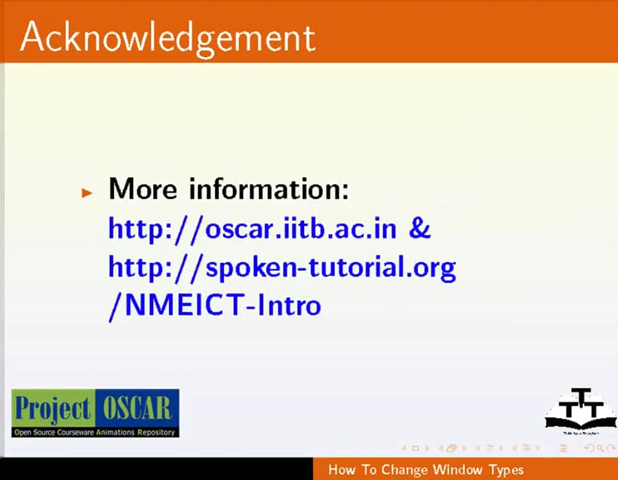 Acknowledgement
More information:
http://oscar.iitb.ac.in &
http://spoken-tutorial.org
/NMEICT-Intro
Project OSCAR
Open Source Courseware Animations Repository
How To Change Window Types